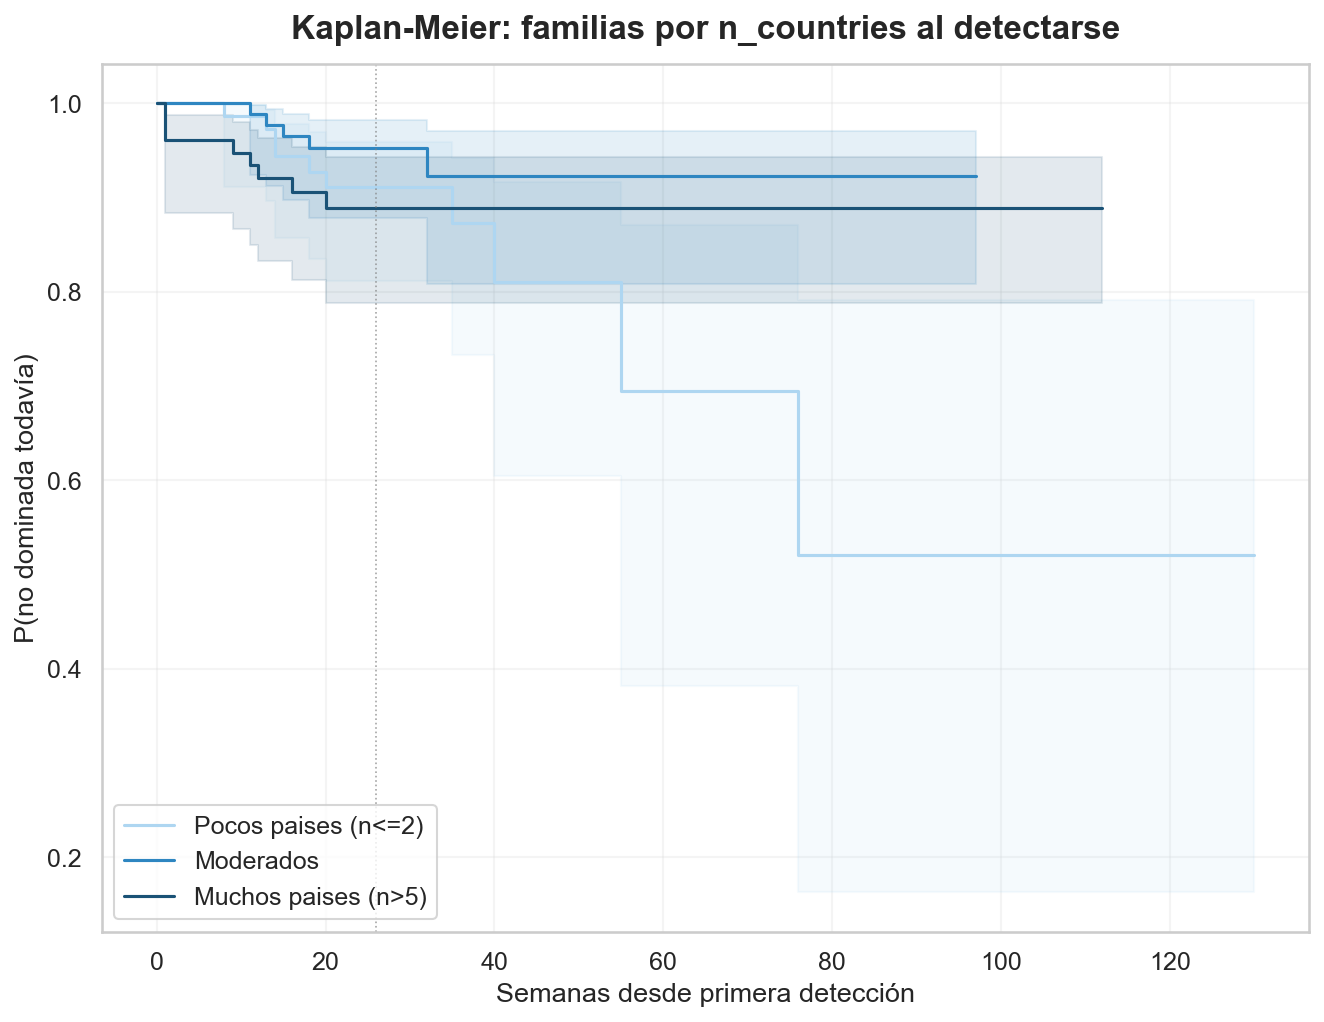 Kaplan-Meier: familias por n_countries al detectarse
P(no dominada todavía)
1.0
0.8
0.6
0.4
0.2
Pocos paises (n<=2)
Moderados
Muchos paises (n>5)
0
20
40
60
80
100
120
Semanas desde primera detección